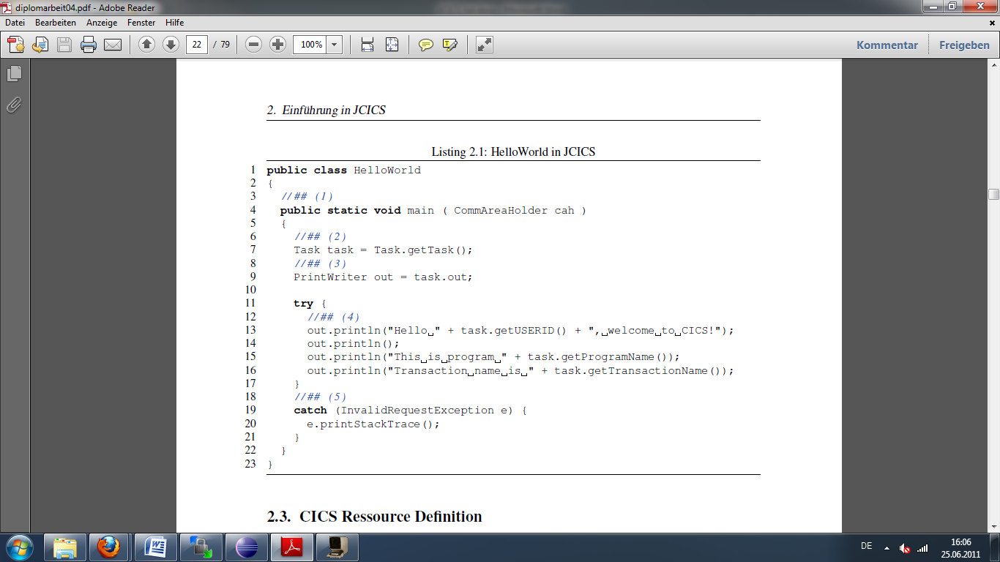 diplomarbeit04.pdf - Adobe Reader
Datei Bearbeiten Anzeige Fenster Hilfe
22 / 79 100% Kommentar Freigeben
2. Einführung in JCICS
Listing 2.1: HelloWorld in JCICS
1 public class HelloWorld
2 {
3 //## (1)
4 public static void main ( CommAreaHolder cah )
5 {
6 //## (2)
7 Task task = Task.getTask();
8 //## (3)
9 PrintWriter out = task.out;
10
11 try {
12 //## (4)
13 out.println("Hello␣" + task.getUSERID() + ",␣welcome␣to␣CICS!");
14 out.println();
15 out.println("This␣is␣program␣" + task.getProgramName());
16 out.println("Transaction␣name␣is␣" + task.getTransactionName());
17 }
18 //## (5)
19 catch (InvalidRequestException e) {
20 e.printStackTrace();
21 }
22 }
23 }
2.3. CICS Ressource Definition
DE 16:06
25.06.2011